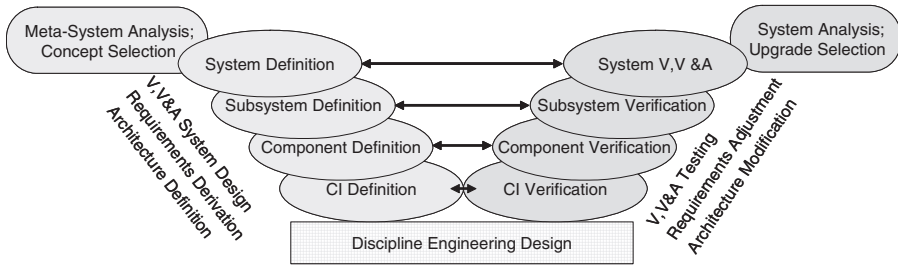 Meta-System Analysis;
Concept Selection
System Analysis;
Upgrade Selection
System Definition
System V,V &A
Subsystem Definition
Subsystem Verification
Component Definition
Component Verification
CI Definition
CI Verification
V,V&A System Design
Requirements Derivation
Architecture Definition
V,V&A Testing
Requirements Adjustment
Architecture Modification
Discipline Engineering Design